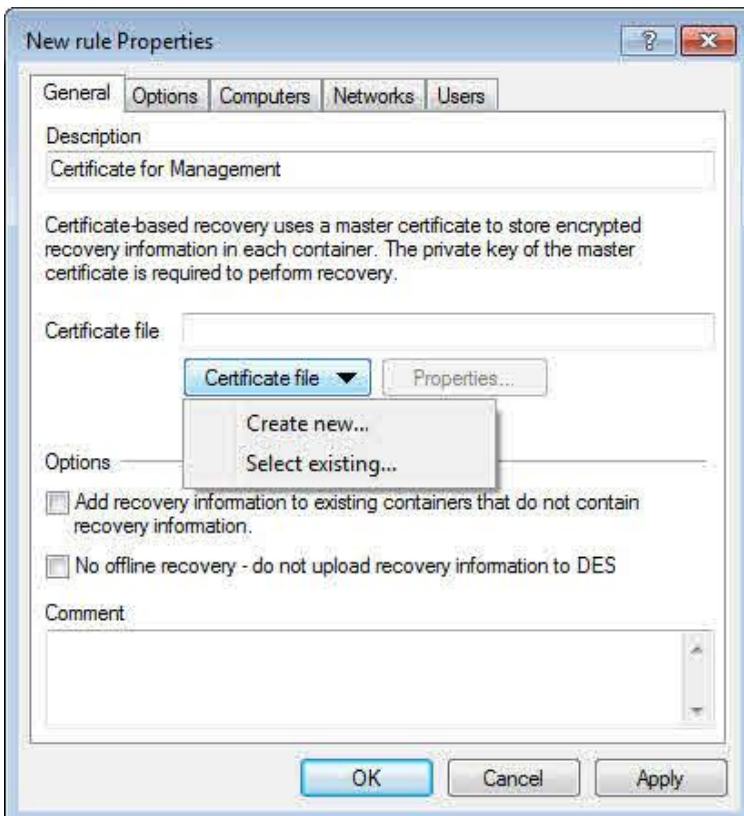 New rule Properties
General Options Computers Networks Users
Description
Certificate for Management
Certificate-based recovery uses a master certificate to store encrypted
recovery information in each container. The private key of the master
certificate is required to perform recovery.
Certificate file
Certificate file Properties...
Create new...
Select existing...
Options
Add recovery information to existing containers that do not contain
recovery information.
No offline recovery - do not upload recovery information to DES
Comment
OK Cancel Apply